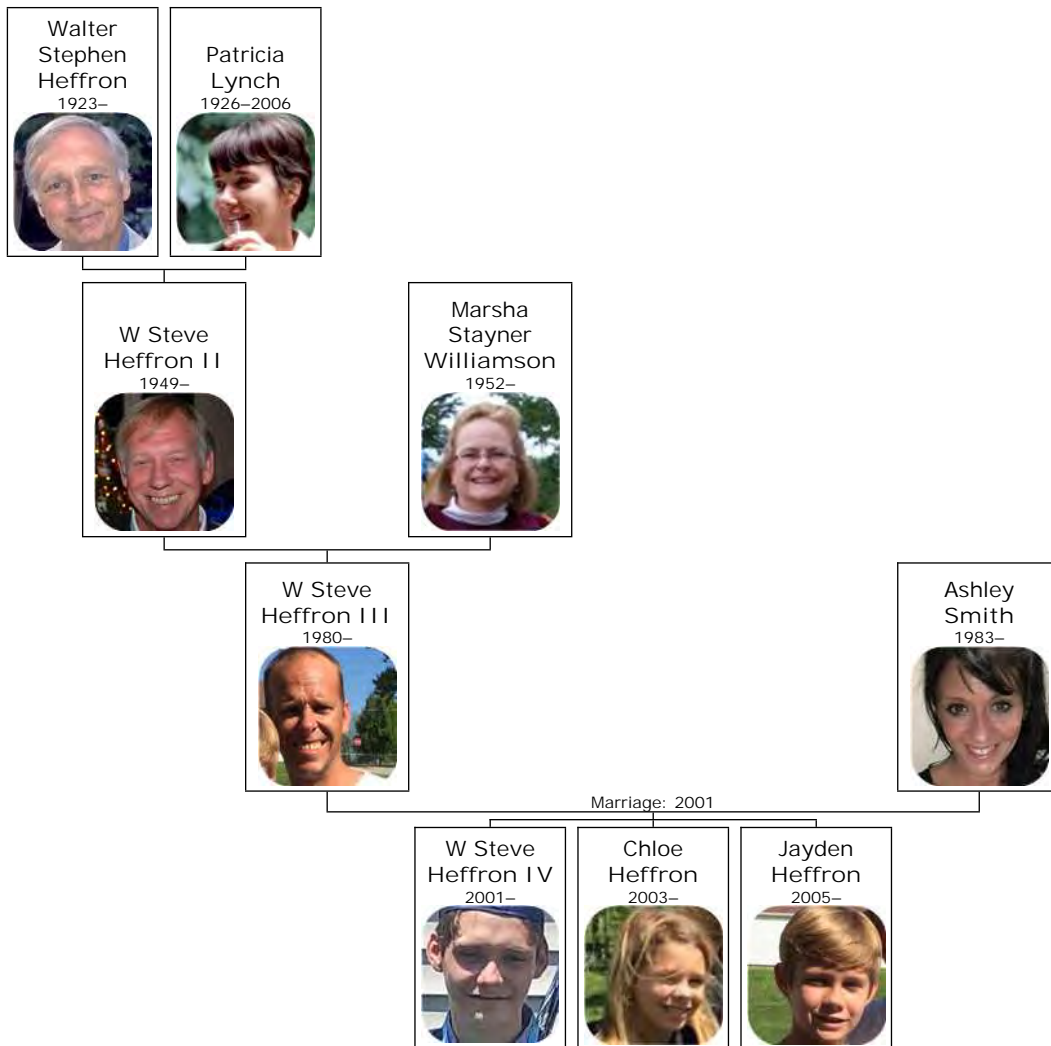 Walter
Stephen
Heffron
1923–
Patricia
Lynch
1926–2006
W Steve
Heffron II
1949–
Marsha
Stayner
Williamson
1952–
W Steve
Heffron III
1980–
Ashley
Smith
1983–
Marriage: 2001
W Steve
Heffron IV
2001–
Chloe
Heffron
2003–
Jayden
Heffron
2005–